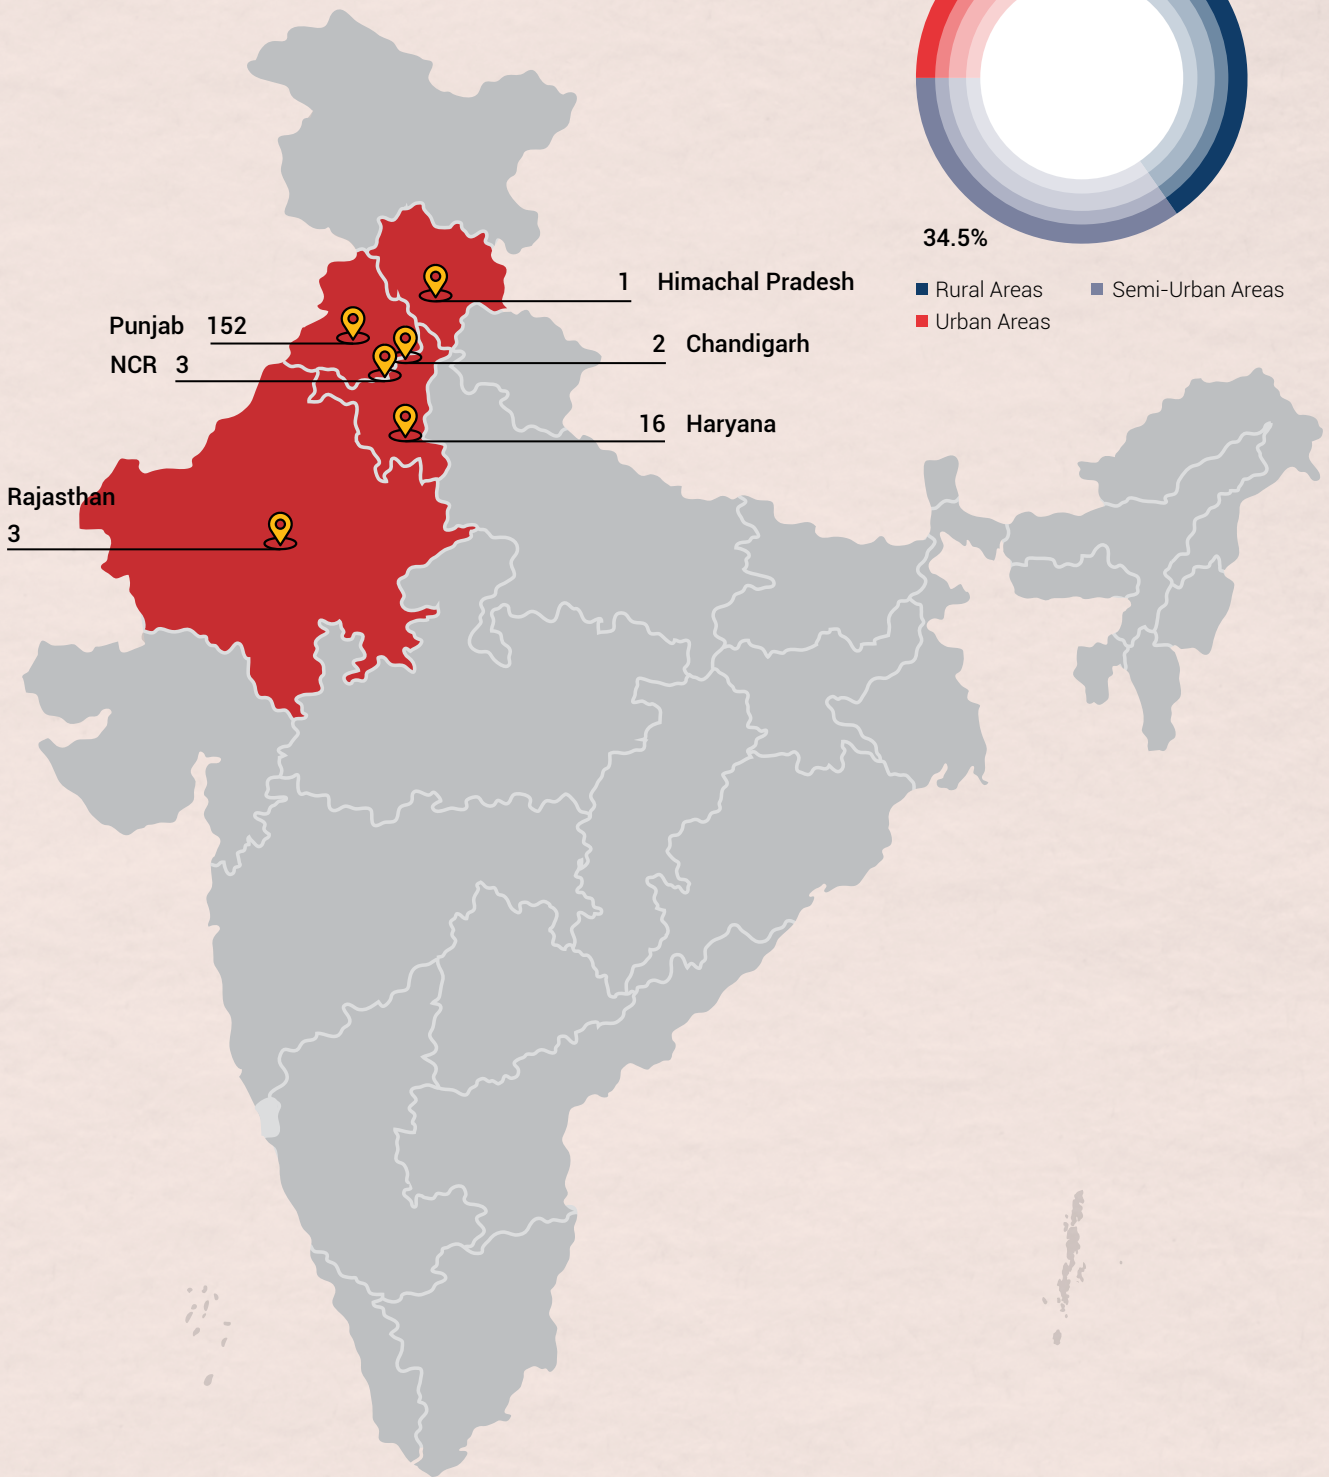 34.5%
Rural Areas
Semi-Urban Areas
Urban Areas
1 Himachal Pradesh
Punjab 152
2 Chandigarh
NCR 3
16 Haryana
Rajasthan
3